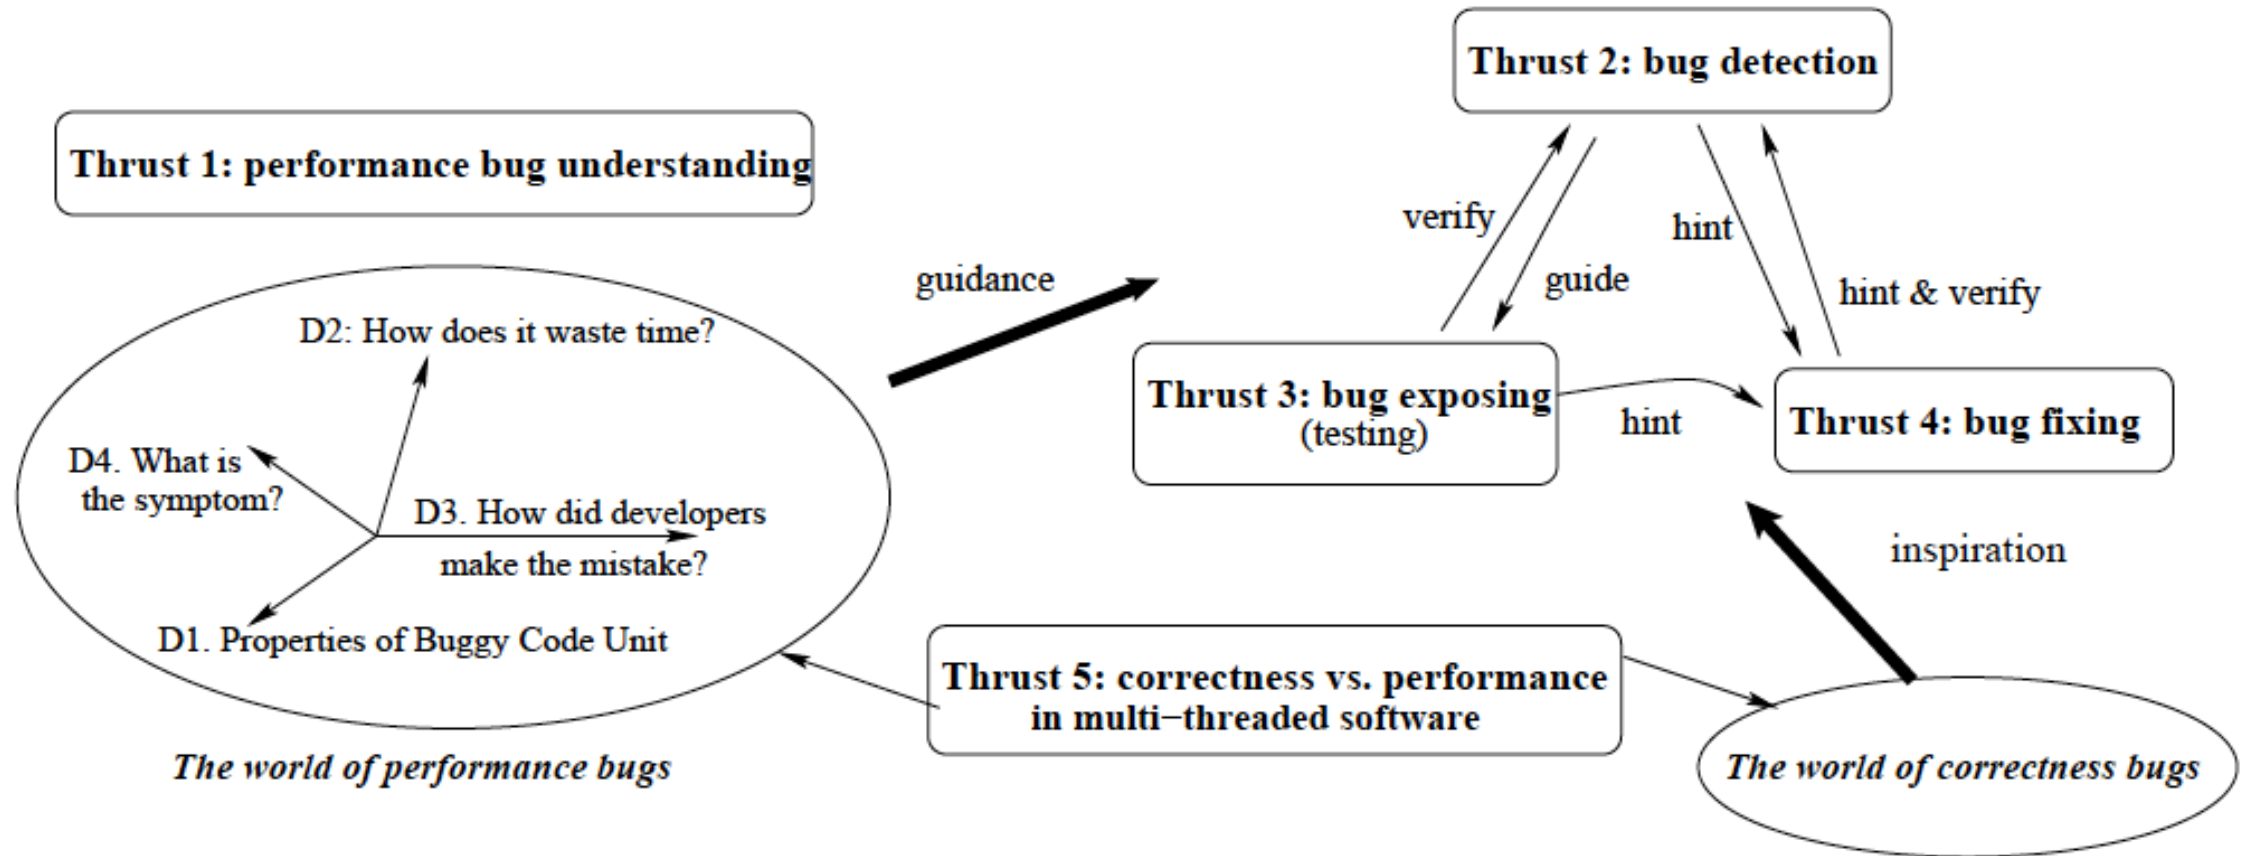 Thrust 2: bug detection
Thrust 1: performance bug understanding
verify
hint
guidance
guide
hint & verify
D2: How does it waste time?
Thrust 3: bug exposing
(testing)
hint
Thrust 4: bug fixing
D4. What is
the symptom?
D3. How did developers
make the mistake?
inspiration
D1. Properties of Buggy Code Unit
Thrust 5: correctness vs. performance
in multi−threaded software
The world of performance bugs
The world of correctness bugs